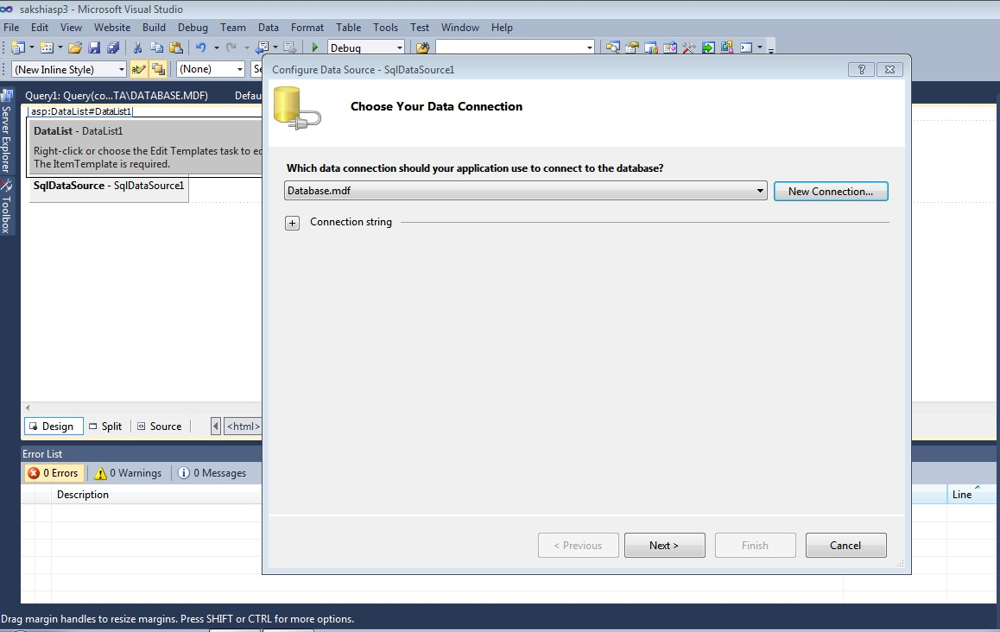 sakshiasp3 - Microsoft Visual Studio
File Edit View Website Build Debug Team Data Format Table Tools Test Window Help
Debug
(New Inline Style) (None)
Configure Data Source - SqlDataSource1
Choose Your Data Connection
Which data connection should your application use to connect to the database?
Database.mdf New Connection...
+ Connection string
< Previous Next > Finish Cancel
Server Explorer
Toolbox
Query1: Query(co...TA\DATABASE.MDF)
asp:DataList#DataList1
DataList - DataList1
Right-click or choose the Edit Templates task to
The ItemTemplate is required.
SqlDataSource - SqlDataSource1
Design Split Source <html>
Error List
0 Errors 0 Warnings 0 Messages
Description Line
Drag margin handles to resize margins. Press SHIFT or CTRL for more options.